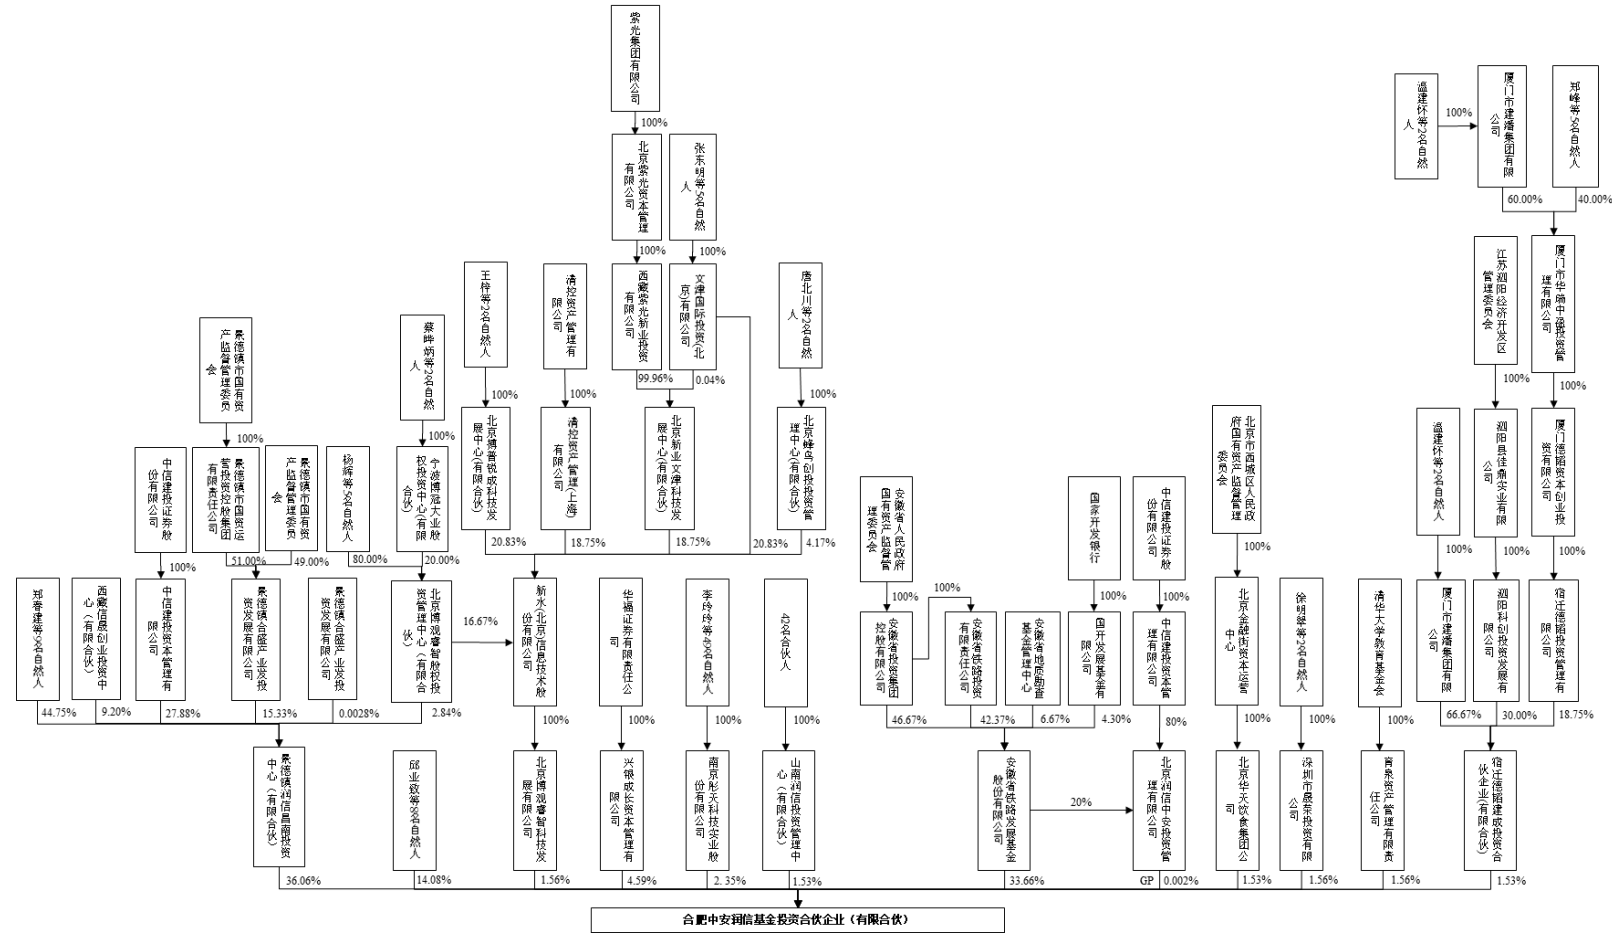 紫光集团有限公司
100%
北京紫光资本管理
有限公司
张东明等5名自然
人
100%
100%
西藏紫光新业投资
有限公司
文津国际投资(北
京)有限公司
99.96%
0.04%
温建怀等2名自然
人
100%
厦门市建潘集团有限
公司
郑峰等5名自然人
60.00%
40.00%
江苏泗阳经济开发区
管理委员会
厦门市华瑞中盈投资管
理有限公司
100%
100%
王梓等2名自然人
清控资产管理有
限公司
唐北川等2名自然
人
100%
100%
100%
景德镇市国有资
产监督管理委员
会
100%
蔡晔炳等2名自然
人
100%
中信建投证券股
份有限公司
景德镇市国资运
营投资控股集团
有限责任公司
景德镇市国有资
产监督管理委员
会
杨辉等5名自然人
宁波博冠大业股
权投资中心(有限
合伙)
北京博普锐成科技发
展中心(有限合伙)
清控资产管理(上海)
有限公司
北京新业文津科技发
展中心(有限合伙)
北京蜂鸟创投投资管
理中心(有限合伙)
100%
51.00%
49.00%
80.00%
20.00%
20.83%
18.75%
18.75%
20.83%
4.17%
北京市西城区人民政
府国有资产监督管理
委员会
温建怀等2名自然人
泗阳县佳鼎实业有限
公司
厦门德韬资本创业投
资有限公司
100%
100%
100%
100%
安徽省人民政府
国有资产监督管
理委员会
国家开发银行
中信建投证券股
份有限公司
100%
100%
100%
100%
郑春建等9名自然人
西藏信晟创业投资中
心(有限合伙)
中信建投资本管理有
限公司
景德镇合盛产业发投
资发展有限公司
景德镇合盛产业发投
资发展有限公司
北京博观睿智股权投
资管理中心(有限合
伙)
16.67%
新水(北京)信息技术股
份有限公司
华福证券有限责任公
司
李玲玲等49名自然人
42名合伙人
安徽省投资集团
控股有限公司
安徽省铁路投资
有限责任公司
安徽省地质勘查
基金管理中心
国开发展基金有
限公司
中信建投资本管
理有限公司
北京金融街资本运营
中心
徐明翠等2名自然人
清华大学教育基金会
厦门市建潘集团有限
公司
泗阳科创投资发展有
限公司
宿迁德韬投资管理有
限公司
44.75%
9.20%
27.88%
15.33%
0.0028%
2.84%
100%
100%
100%
100%
46.67%
42.37%
6.67%
4.30%
80%
100%
100%
100%
66.67%
30.00%
18.75%
景德镇润信昌南投资
中心(有限合伙)
邱业致等88名自然人
北京博观睿智科技发
展有限公司
兴银成长资本管理有
限公司
南京彤天科技实业股
份有限公司
山南润信投资管理中
心(有限合伙)
安徽省铁路发展基金
股份有限公司
20%
北京润信中安投资管
理有限公司
北京华天饮食集团公
司
深圳市晟荣投资有限
公司
育泉资产管理有限责
任公司
宿迁德韬建成投资合
伙企业(有限合伙)
36.06%
14.08%
1.56%
4.59%
2.35%
1.53%
33.66%
GP
0.002%
1.53%
1.56%
1.56%
1.53%
合肥中安润信基金投资合伙企业（有限合伙）